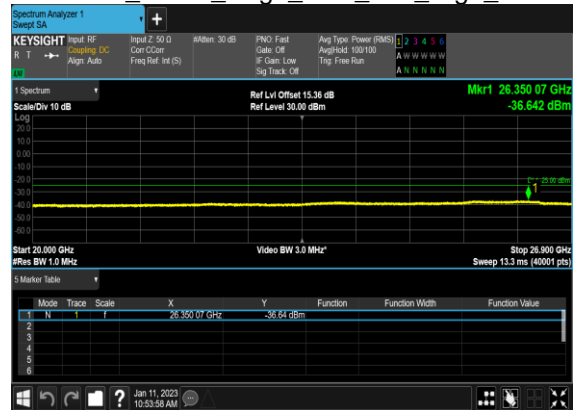 Spectrum Analyzer 1
Swept SA
+
KEYSIGHT Input: RF Input Z: 50 Ω #Atten: 30 dB PNO: Fast Avg Type: Power (RMS) 1 2 3 4 5 6
R T Coupling: DC Corr CCorr Gate: Off Avg|Hold: 100/100 A W W W W W
Align: Auto Freq Ref: Int (S) IF Gain: Low Trig: Free Run
Sig Track: Off A N N N N N
1 Spectrum Ref Lvl Offset 15.36 dB Mkr1 26.350 07 GHz
Scale/Div 10 dB Ref Level 30.00 dBm -36.642 dBm
Log
20.0
10.0
0.00
-10.0
-20.0
-25.00 dBm
1
-30.0
-40.0
-50.0
-60.0
Start 20.000 GHz Video BW 3.0 MHz* Stop 26.900 GHz
#Res BW 1.0 MHz Sweep 13.3 ms (40001 pts)
5 Marker Table
Mode Trace Scale X Y Function Function Width Function Value
1 N 1 f 26.350 07 GHz -36.64 dBm
2
3
4
5
6
? Jan 11, 2023
10:53:58 AM